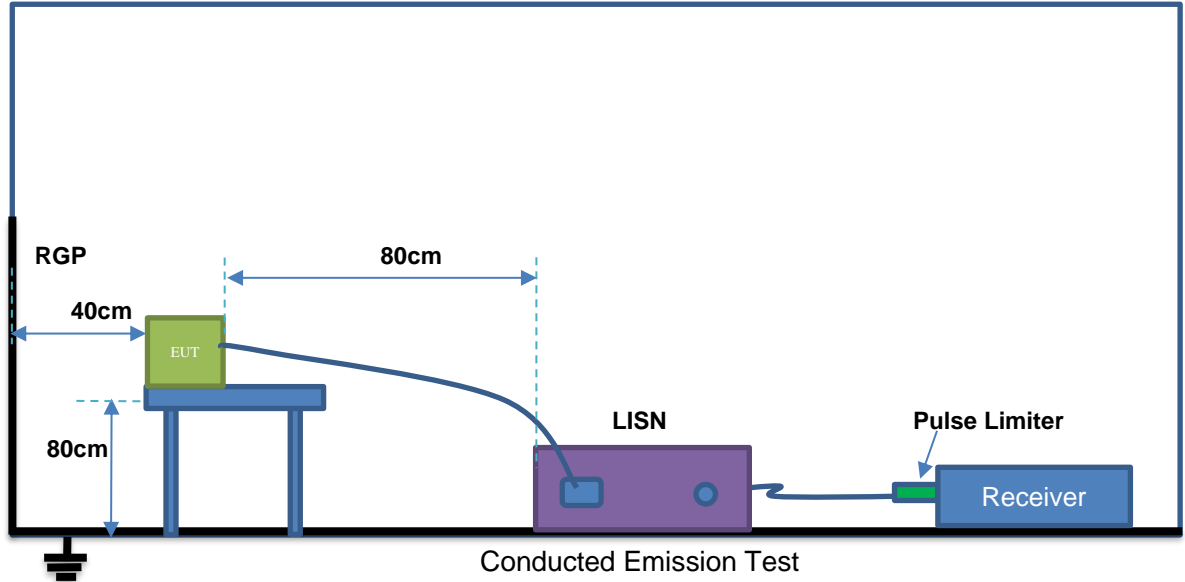 RGP
80cm
40cm
EUT
80cm
LISN
Pulse Limiter
Receiver
Conducted Emission Test